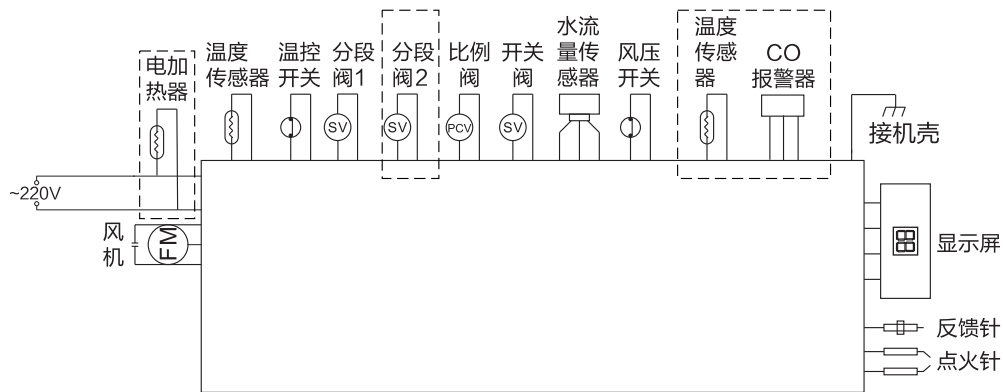 电加
热器
温度
传感器
温控
开关
分段
阀1
分段
阀2
比例
阀
开关
阀
水流
量传
感器
风压
开关
温度
传感
器
CO
报警器
接机壳
SV
SV
PCV
SV
~220V
风
机
FM
显示屏
反馈针
点火针